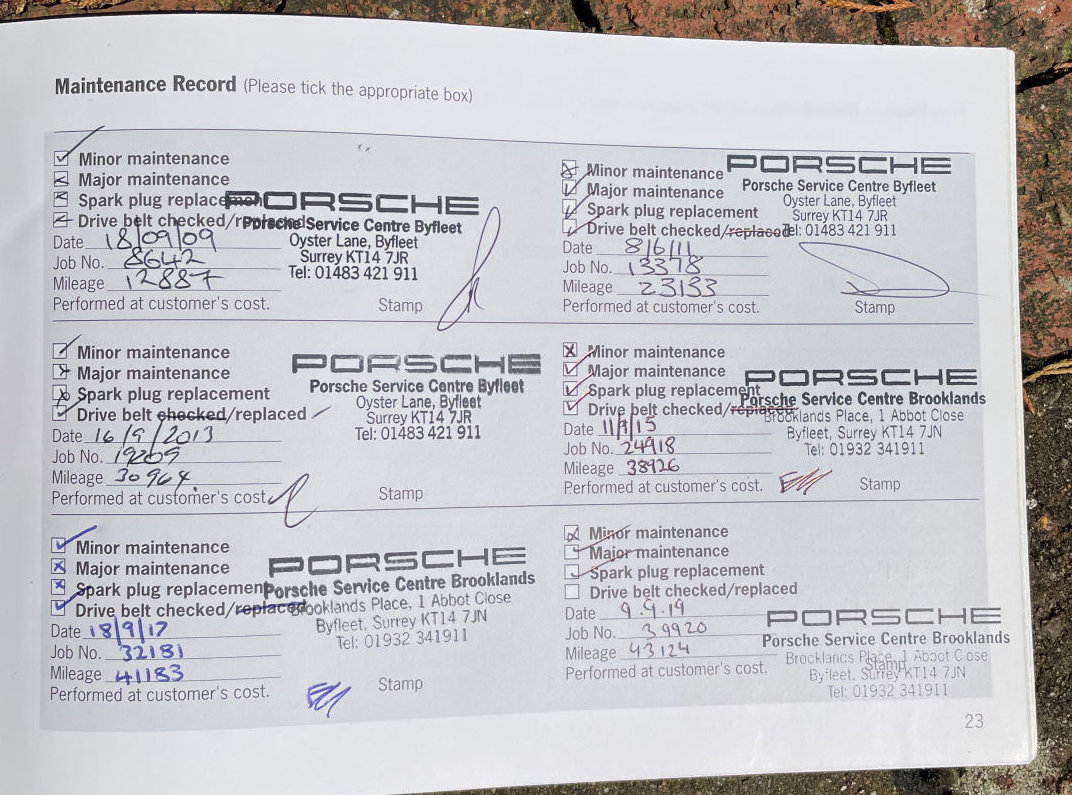 Maintenance Record (Please tick the appropriate box)
Minor maintenance
Major maintenance
Spark plug replacement
Drive belt checked/replaced
Date 18/09/09
Job No. 8642
Mileage 12887
Performed at customer's cost.
PORSCHE
Porsche Service Centre Byfleet
Oyster Lane, Byfleet
Surrey KT14 7JR
Tel: 01483 421 911
Stamp
Minor maintenance
Major maintenance
Spark plug replacement
Drive belt checked/replaced
Date 8/6/11
Job No. 13378
Mileage 23133
Performed at customer's cost.
PORSCHE
Porsche Service Centre Byfleet
Oyster Lane, Byfleet
Surrey KT14 7JR
Tel: 01483 421 911
Stamp
Minor maintenance
Major maintenance
Spark plug replacement
Drive belt checked/replaced
Date 16/9/2013
Job No. 19209
Mileage 30964
Performed at customer's cost.
PORSCHE
Porsche Service Centre Byfleet
Oyster Lane, Byfleet
Surrey KT14 7JR
Tel: 01483 421 911
Stamp
Minor maintenance
Major maintenance
Spark plug replacement
Drive belt checked/replaced
Date
Job No. 24918
Mileage 38926
Performed at customer's cost.
PORSCHE
Porsche Service Centre Brooklands
Brooklands Place, 1 Abbot Close
Byfleet, Surrey KT14 7JN
Tel: 01932 341911
Stamp
Minor maintenance
Major maintenance
Spark plug replacement
Drive belt checked/replaced
Date 18/9/17
Job No. 32181
Mileage 41183
Performed at customer's cost.
PORSCHE
Porsche Service Centre Brooklands
Brooklands Place, 1 Abbot Close
Byfleet, Surrey KT14 7JN
Tel: 01932 341911
Stamp
Minor maintenance
Major maintenance
Spark plug replacement
Drive belt checked/replaced
Date 9.9.19
Job No. 39920
Mileage 43124
Performed at customer's cost.
PORSCHE
Porsche Service Centre Brooklands
Brooklands Place, 1 Abbot Close
Stamp
Byfleet, Surrey KT14 7JN
Tel: 01932 341911
23